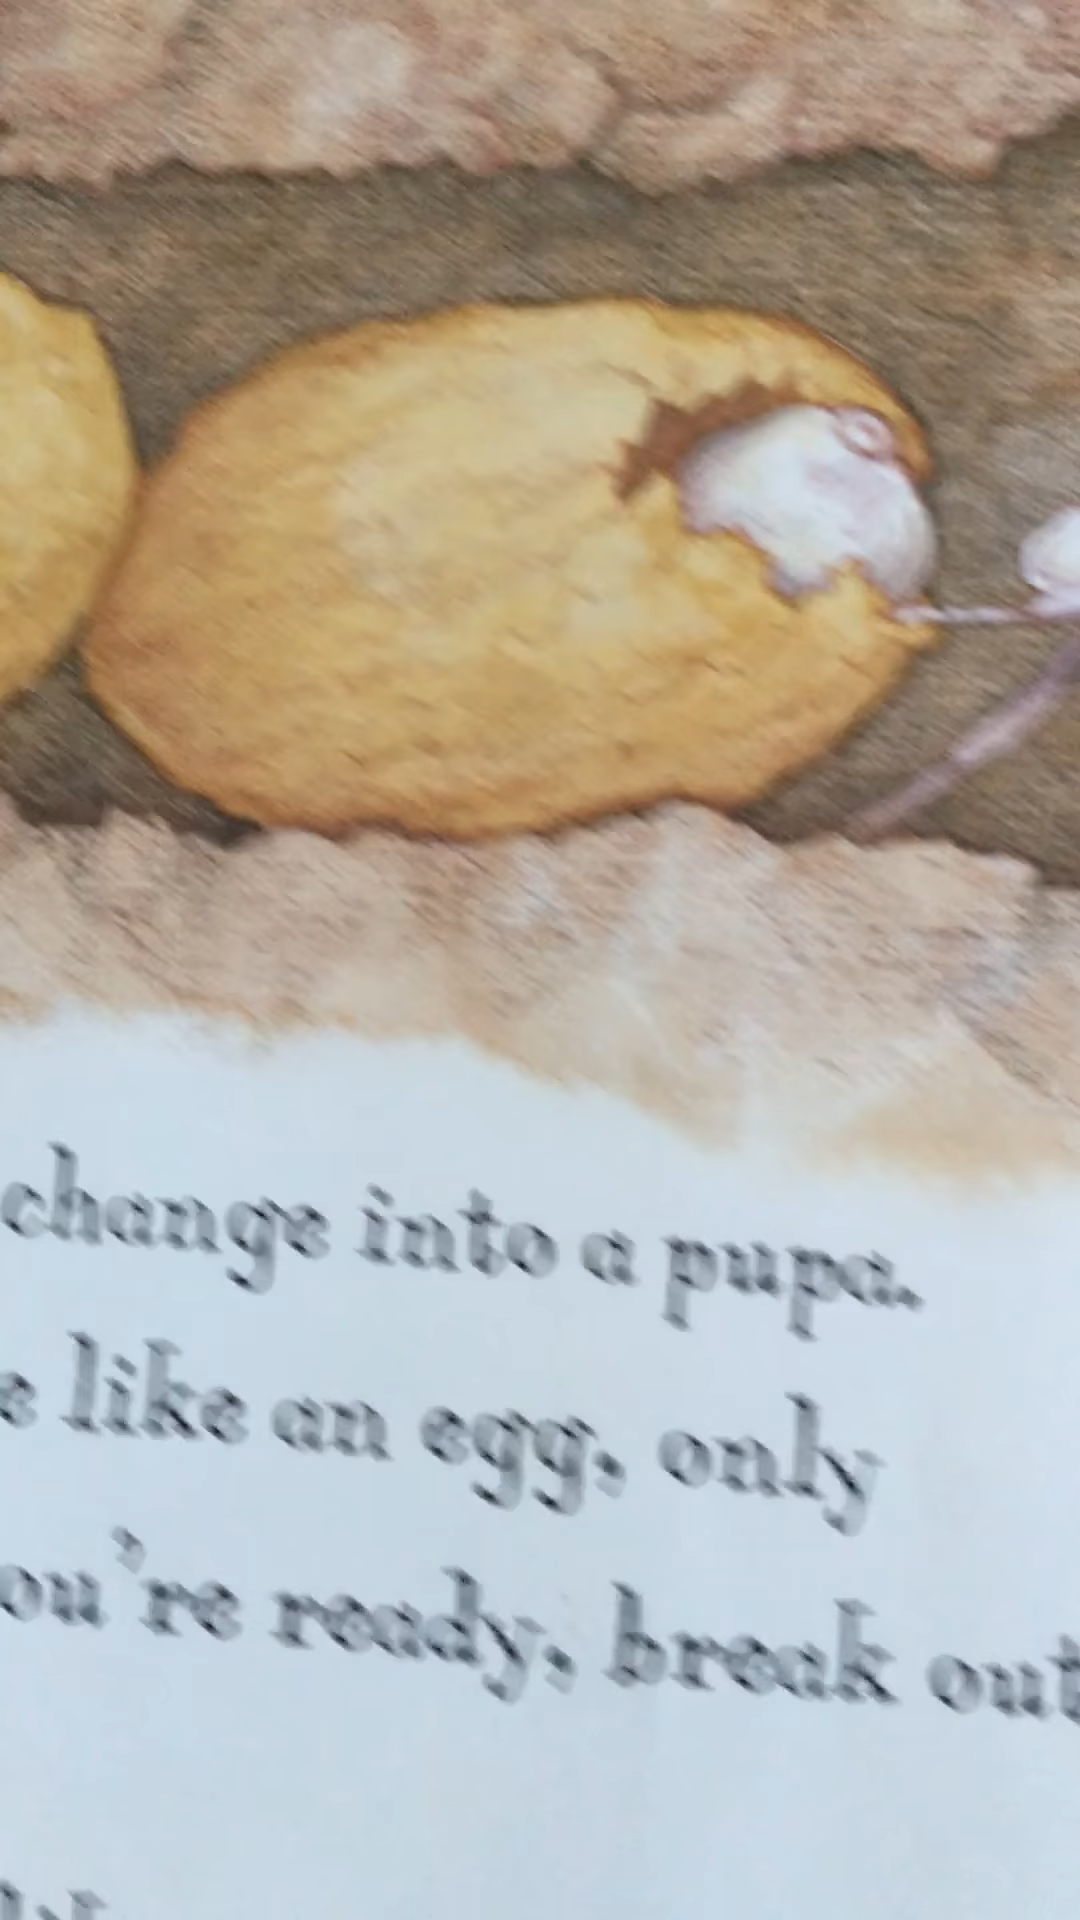 change into a pupa.
like an egg, only
ou're ready, break out